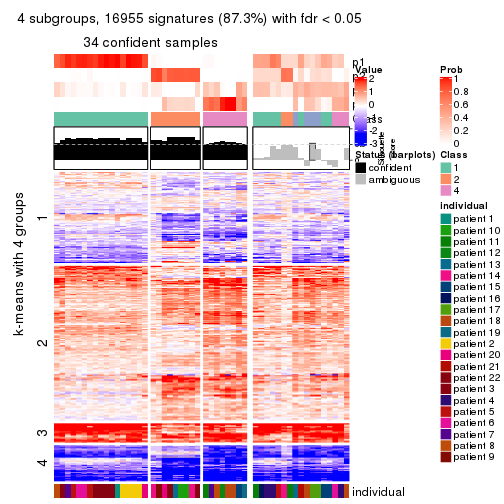 4 subgroups, 16955 signatures (87.3%) with fdr < 0.05
34 confident samples
p1
Value
2
1
0
-1
-2
-3
Prob
1
0.8
0.6
0.4
0.2
0
Silhouette
score
Status (barplots)
confident
ambiguous
Class
1
2
4
k-means with 4 groups
1
2
3
4
individual
patient 1
patient 10
patient 11
patient 12
patient 13
patient 14
patient 15
patient 16
patient 17
patient 18
patient 19
patient 2
patient 20
patient 21
patient 22
patient 3
patient 4
patient 5
patient 6
patient 7
patient 8
patient 9
individual